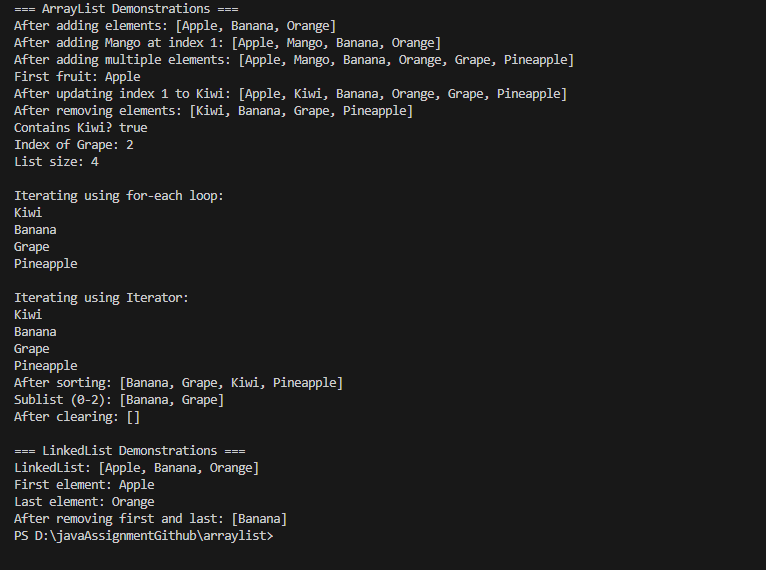 === ArrayList Demonstrations ===
After adding elements: [Apple, Banana, Orange]
After adding Mango at index 1: [Apple, Mango, Banana, Orange]
After adding multiple elements: [Apple, Mango, Banana, Orange, Grape, Pineapple]
First fruit: Apple
After updating index 1 to Kiwi: [Apple, Kiwi, Banana, Orange, Grape, Pineapple]
After removing elements: [Kiwi, Banana, Grape, Pineapple]
Contains Kiwi? true
Index of Grape: 2
List size: 4

Iterating using for-each loop:
Kiwi
Banana
Grape
Pineapple

Iterating using Iterator:
Kiwi
Banana
Grape
Pineapple
After sorting: [Banana, Grape, Kiwi, Pineapple]
Sublist (0-2): [Banana, Grape]
After clearing: []

=== LinkedList Demonstrations ===
LinkedList: [Apple, Banana, Orange]
First element: Apple
Last element: Orange
After removing first and last: [Banana]
PS D:\javaAssignmentGithub\arraylist>